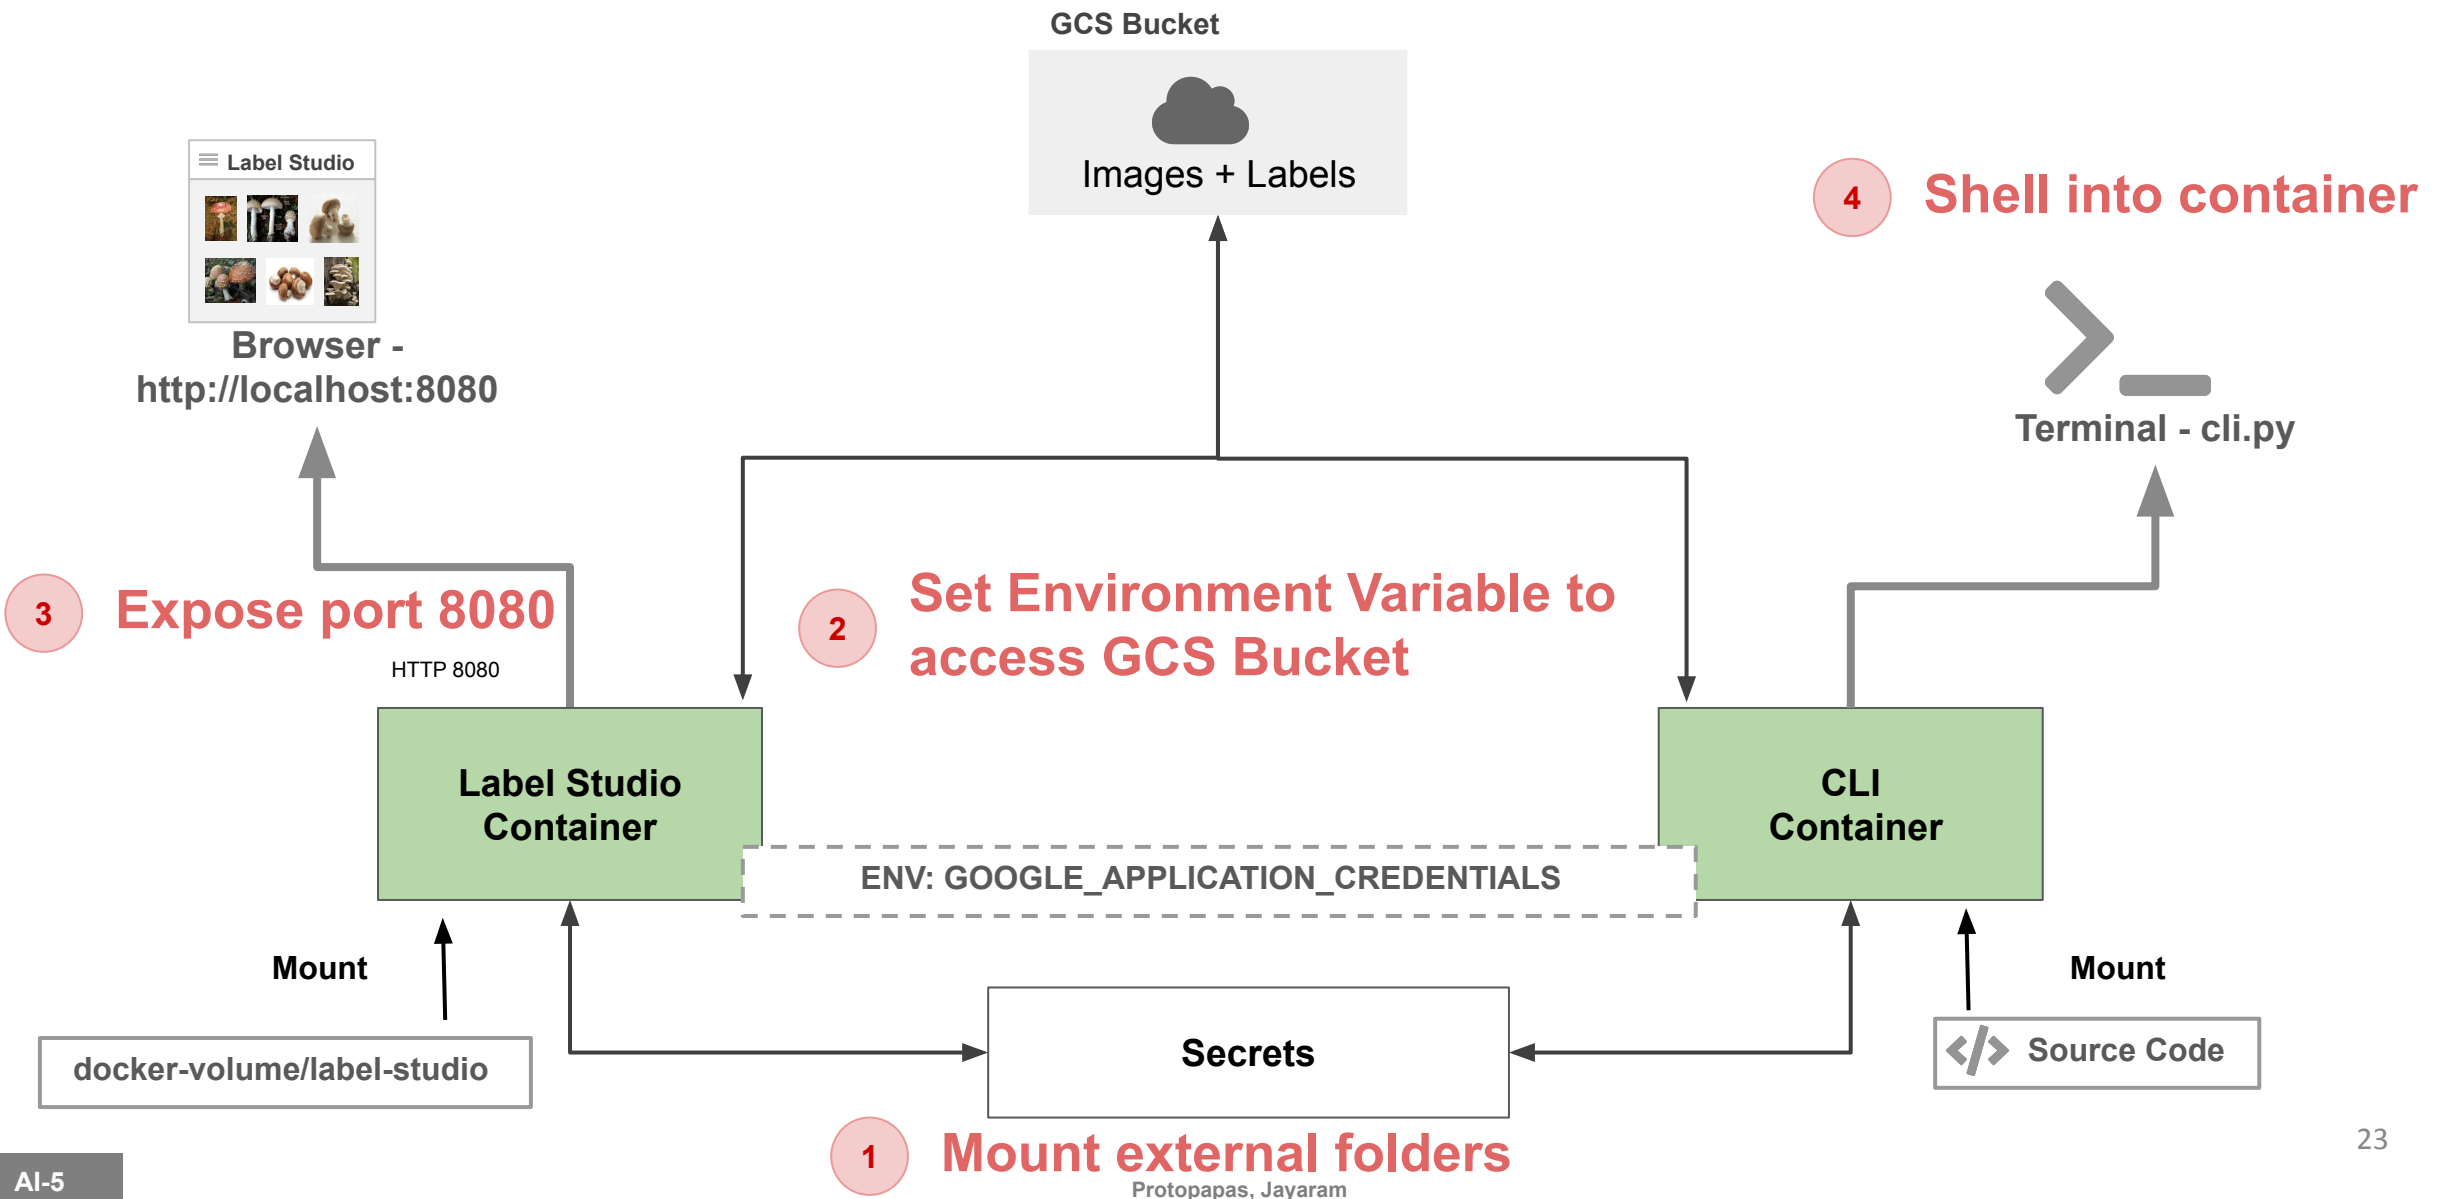 GCS Bucket
Images + Labels
Label Studio
Browser -
http://localhost:8080
4
Shell into container
Terminal - cli.py
3
Expose port 8080
HTTP 8080
2
Set Environment Variable to
access GCS Bucket
Label Studio
Container
CLI
Container
ENV: GOOGLE_APPLICATION_CREDENTIALS
Mount
Mount
docker-volume/label-studio
Secrets
</> Source Code
1
Mount external folders
23
AI-5
Protopapas, Jayaram